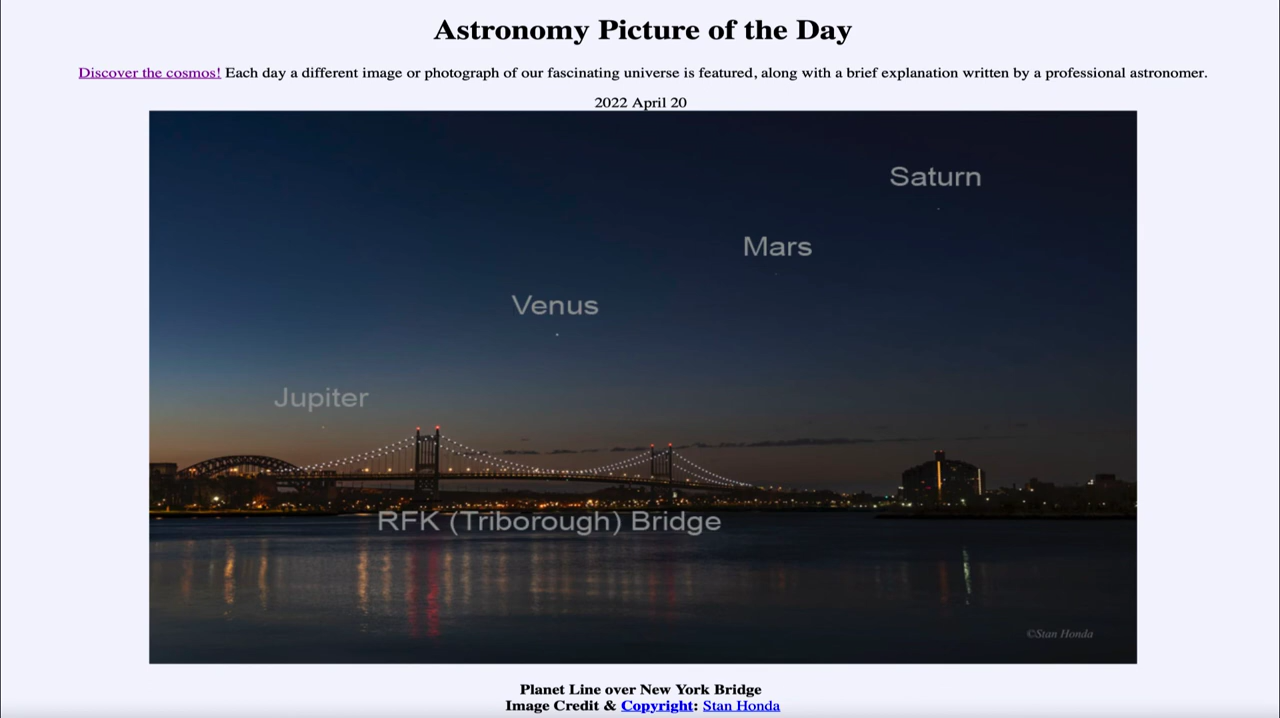 Astronomy Picture of the Day
Discover the cosmos! Each day a different image or photograph of our fascinating universe is featured, along with a brief explanation written by a professional astronomer.
2022 April 20
Saturn
Mars
Venus
Jupiter
RFK (Triborough) Bridge
©Stan Honda
Planet Line over New York Bridge
Image Credit & Copyright: Stan Honda